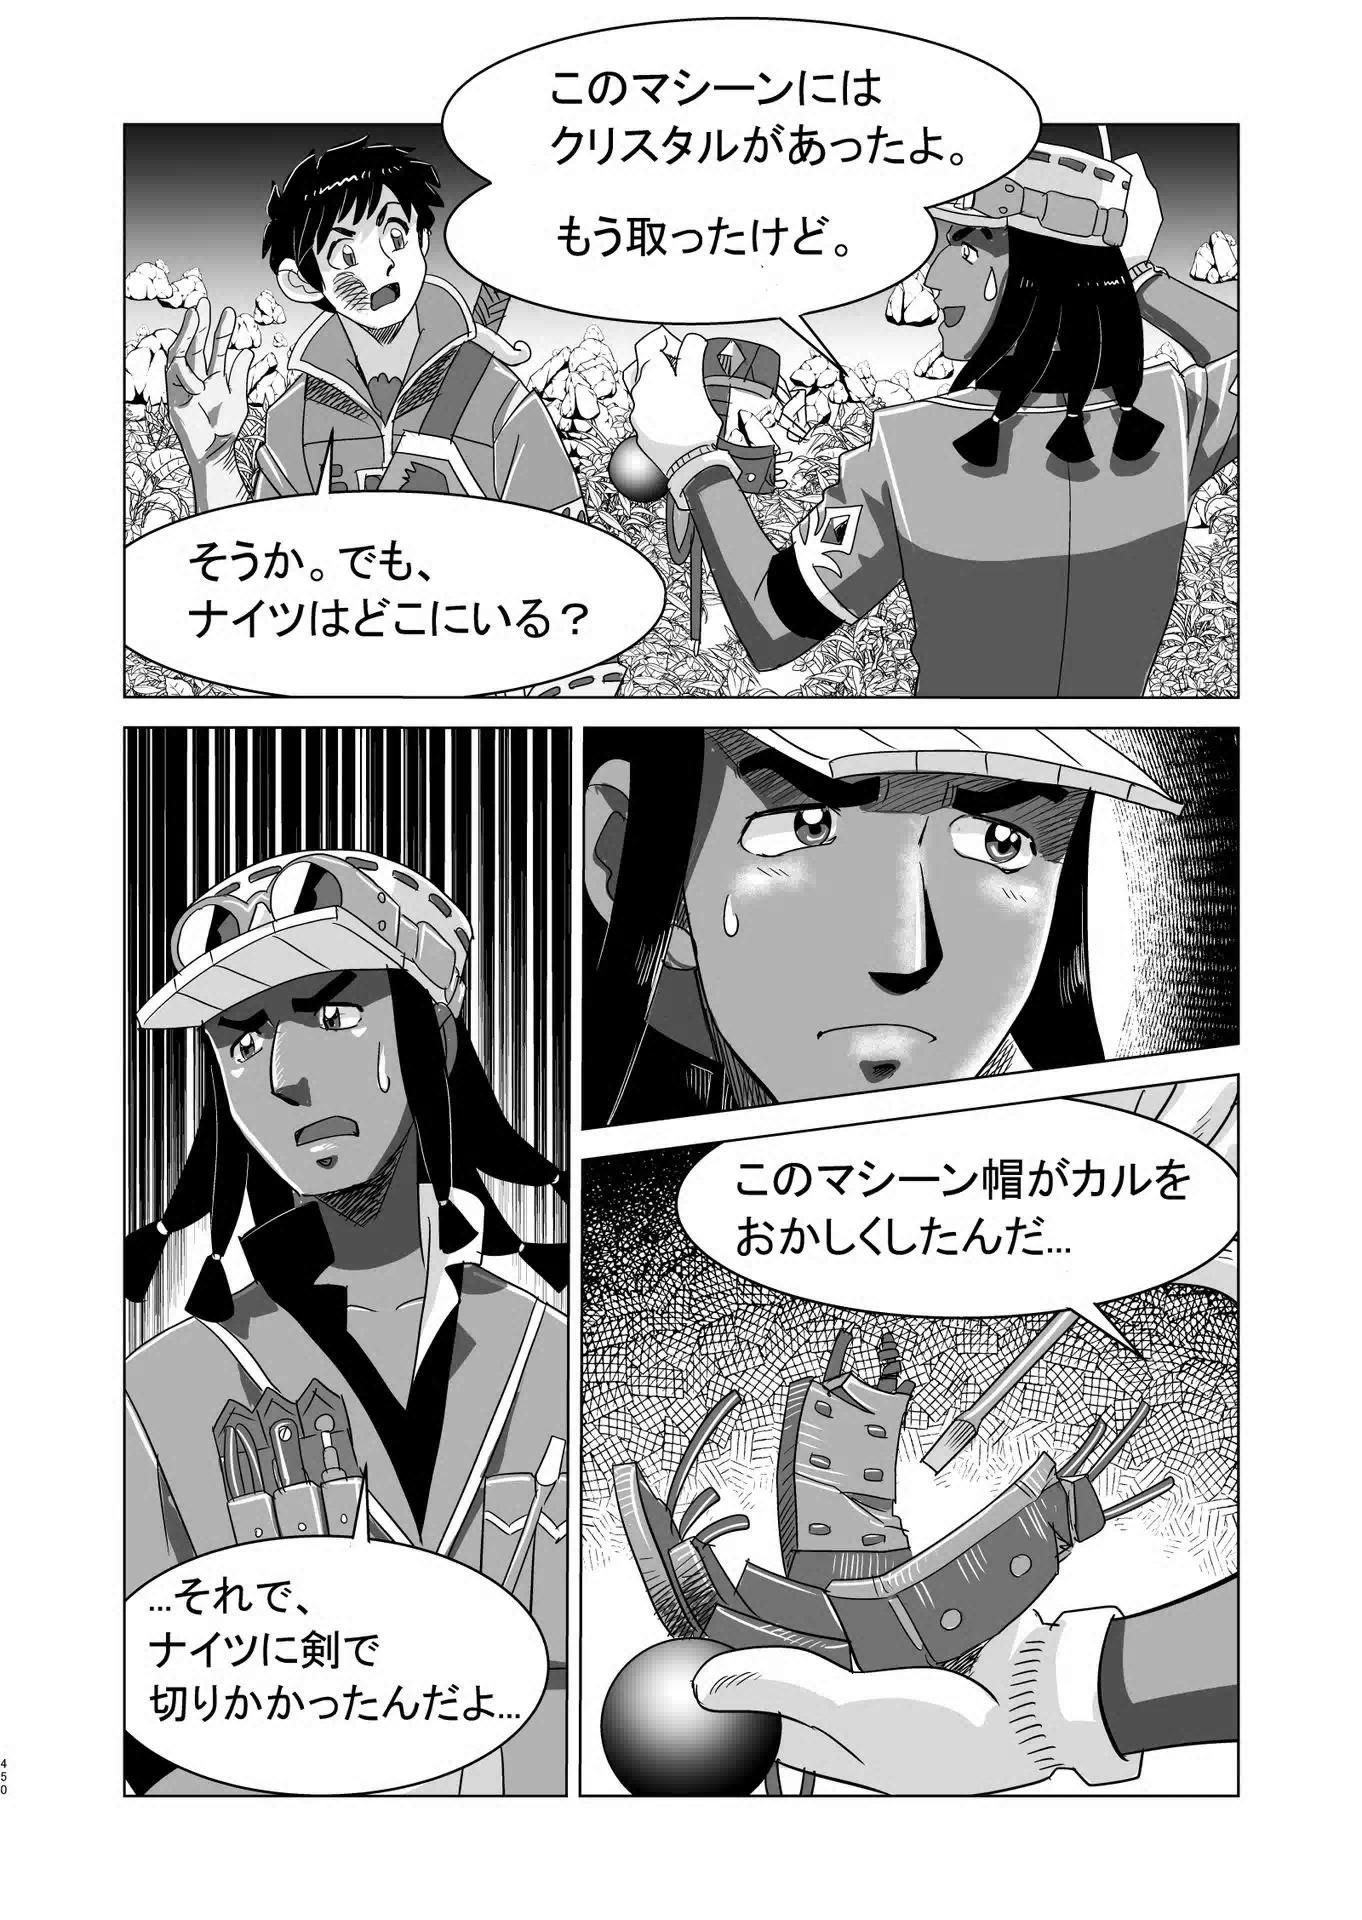 このマシーンには
クリスタルがあったよ。
もう取ったけど。
そうか。でも、
ナイツはどこにいる？
このマシーン帽がカルを
おかしくしたんだ...
...それで、
ナイツに剣で
切りかかったんだよ...
450